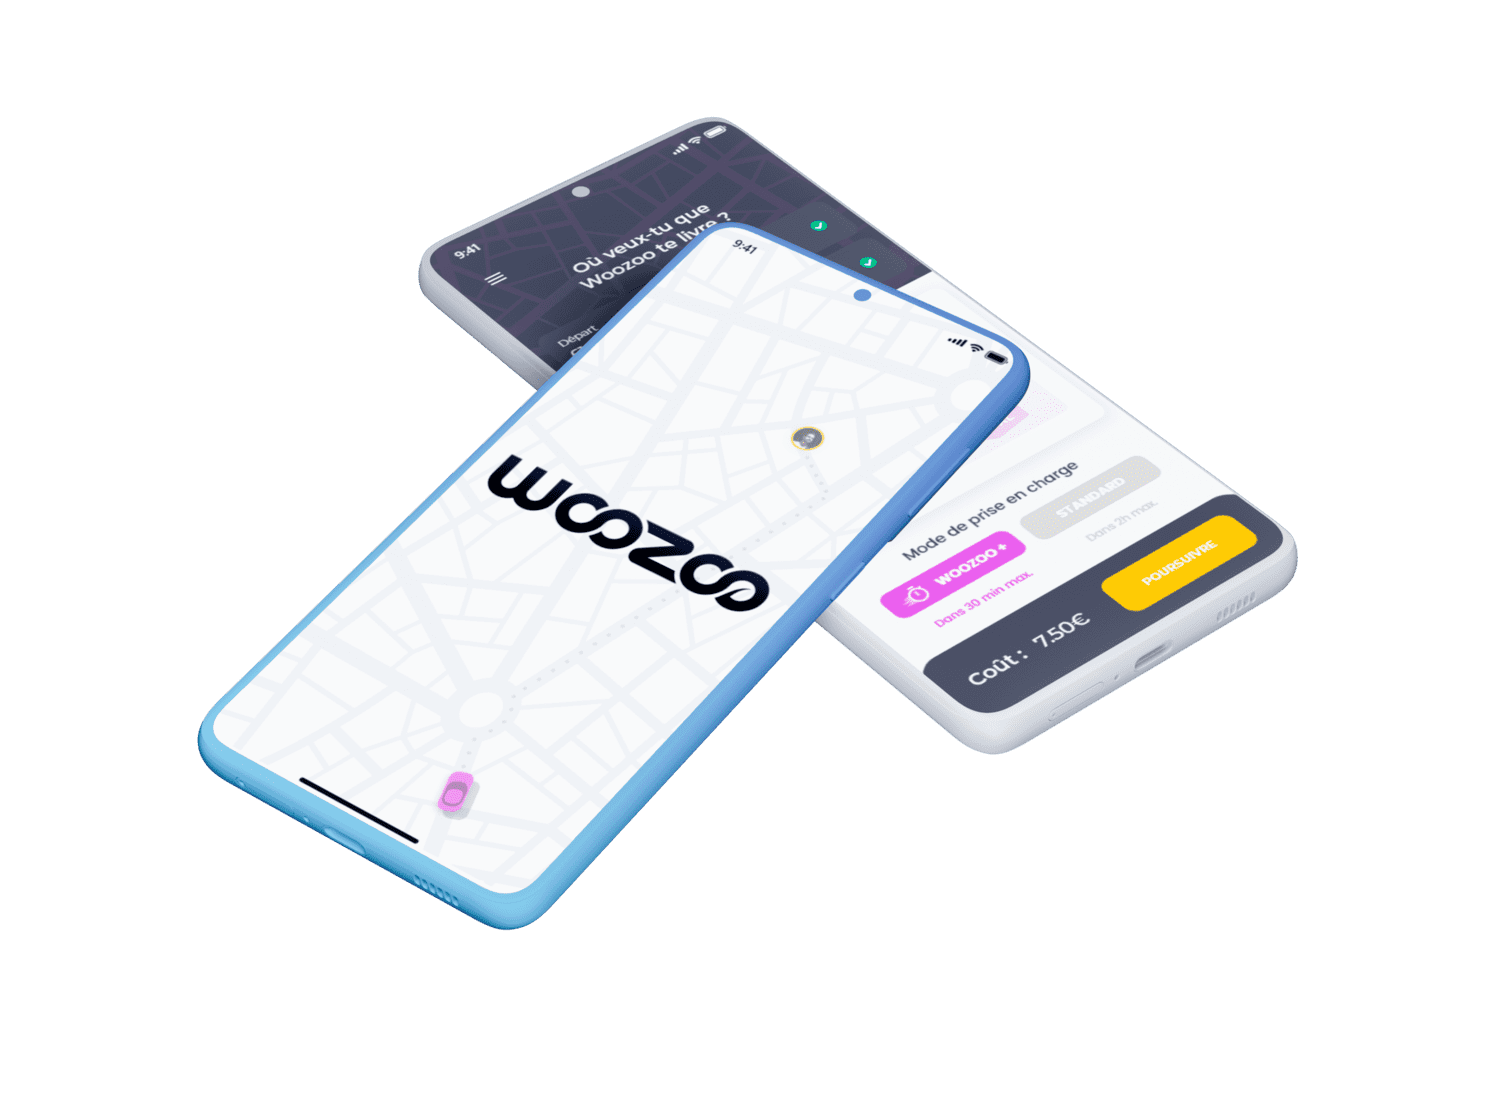 9:41
Où veux-tu que
Woozoo te livre ?
Départ
9:41
WOOZOO
Mode de prise en charge
WOOZOO +
STANDARD
Dans 30 min max.
Dans 2h max.
Coût : 7.50€
POURSUIVRE